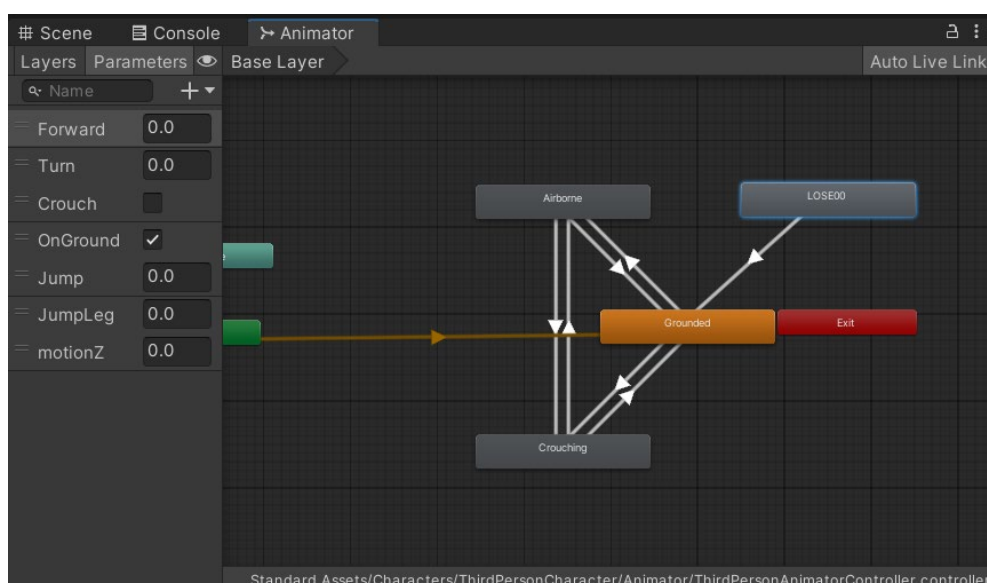 Scene Console Animator
Layers Parameters Base Layer Auto Live Link
Name
Forward 0.0
Turn 0.0
Crouch
OnGround
Jump 0.0
JumpLeg 0.0
motionZ 0.0
Airborne
LOSE00
Grounded
Exit
Crouching
Standard Assets/Characters/ThirdPersonCharacter/Animator/ThirdPersonAnimatorController.controller